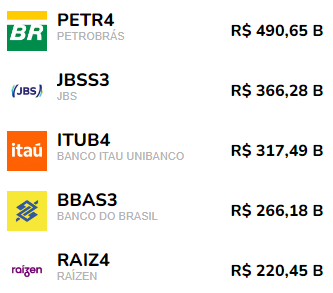 BR
PETR4
PETROBRÁS
R$ 490,65 B
JBS
JBSS3
JBS
R$ 366,28 B
itaú
ITUB4
BANCO ITAU UNIBANCO
R$ 317,49 B
BBAS3
BANCO DO BRASIL
R$ 266,18 B
raízen
RAIZ4
RAÍZEN
R$ 220,45 B